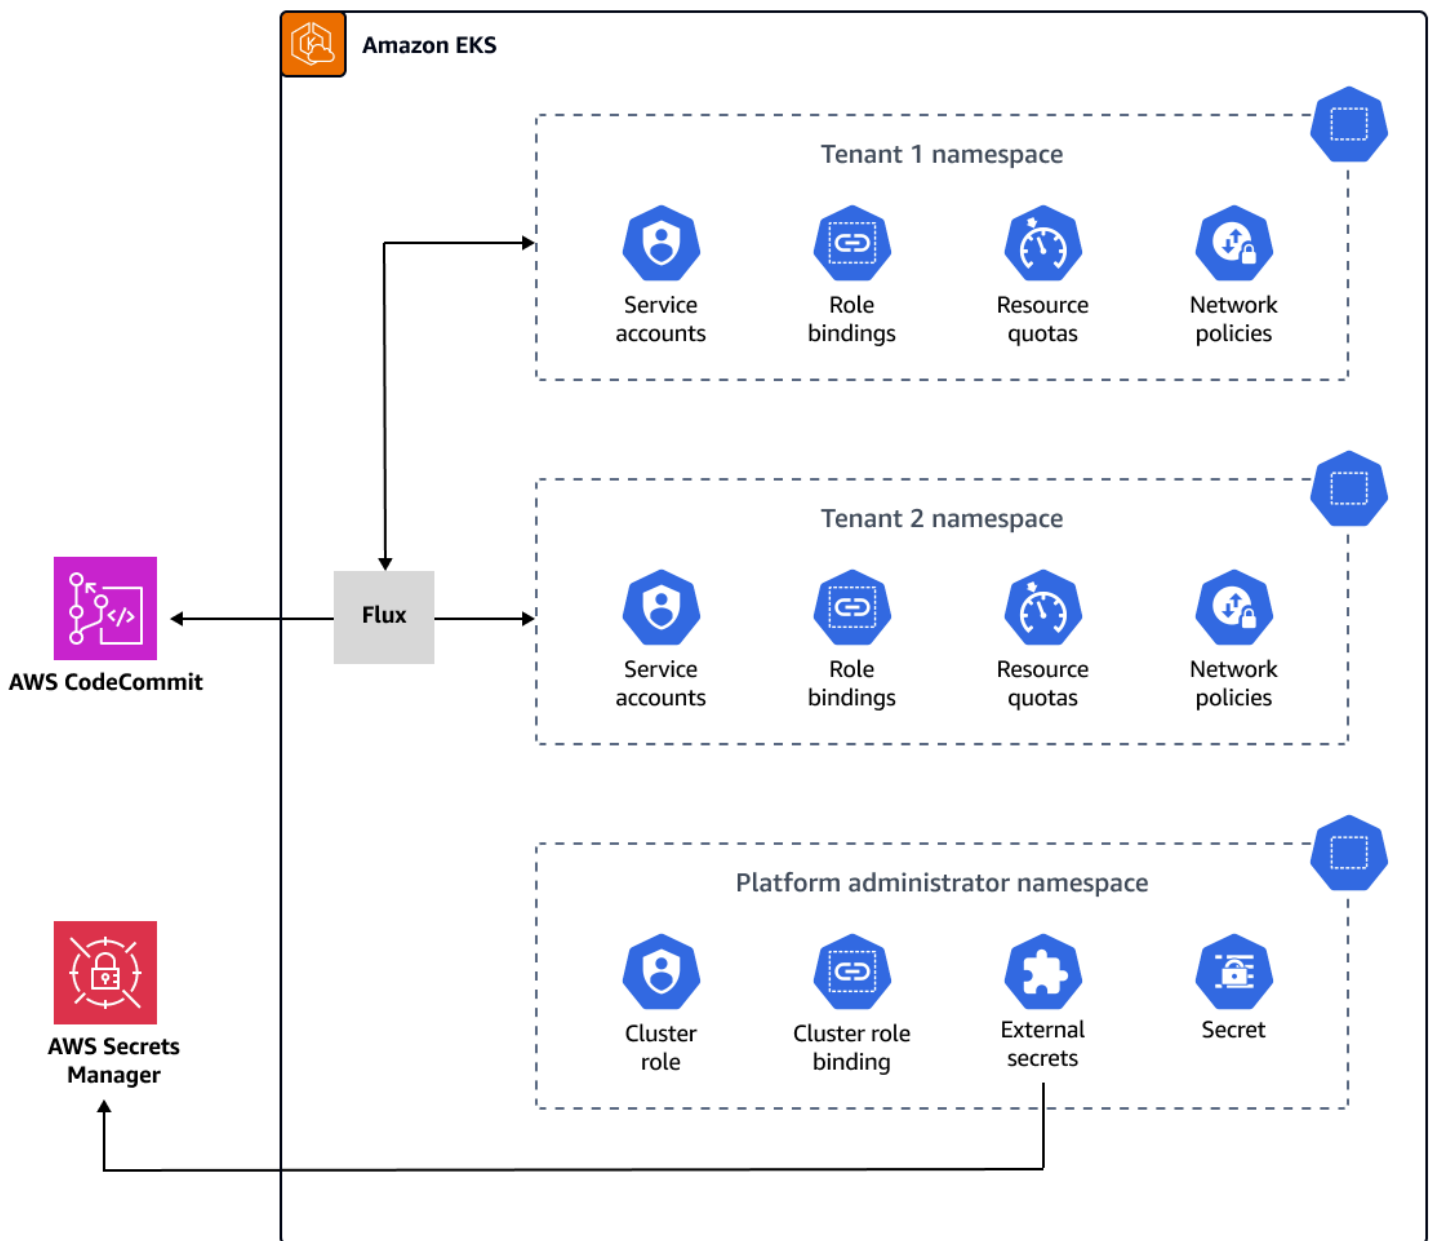 Amazon EKS
Tenant 1 namespace
Service
accounts
Role
bindings
Resource
quotas
Network
policies
Tenant 2 namespace
Service
accounts
Role
bindings
Resource
quotas
Network
policies
Flux
AWS CodeCommit
Platform administrator namespace
Cluster
role
Cluster role
binding
External
secrets
Secret
AWS Secrets
Manager